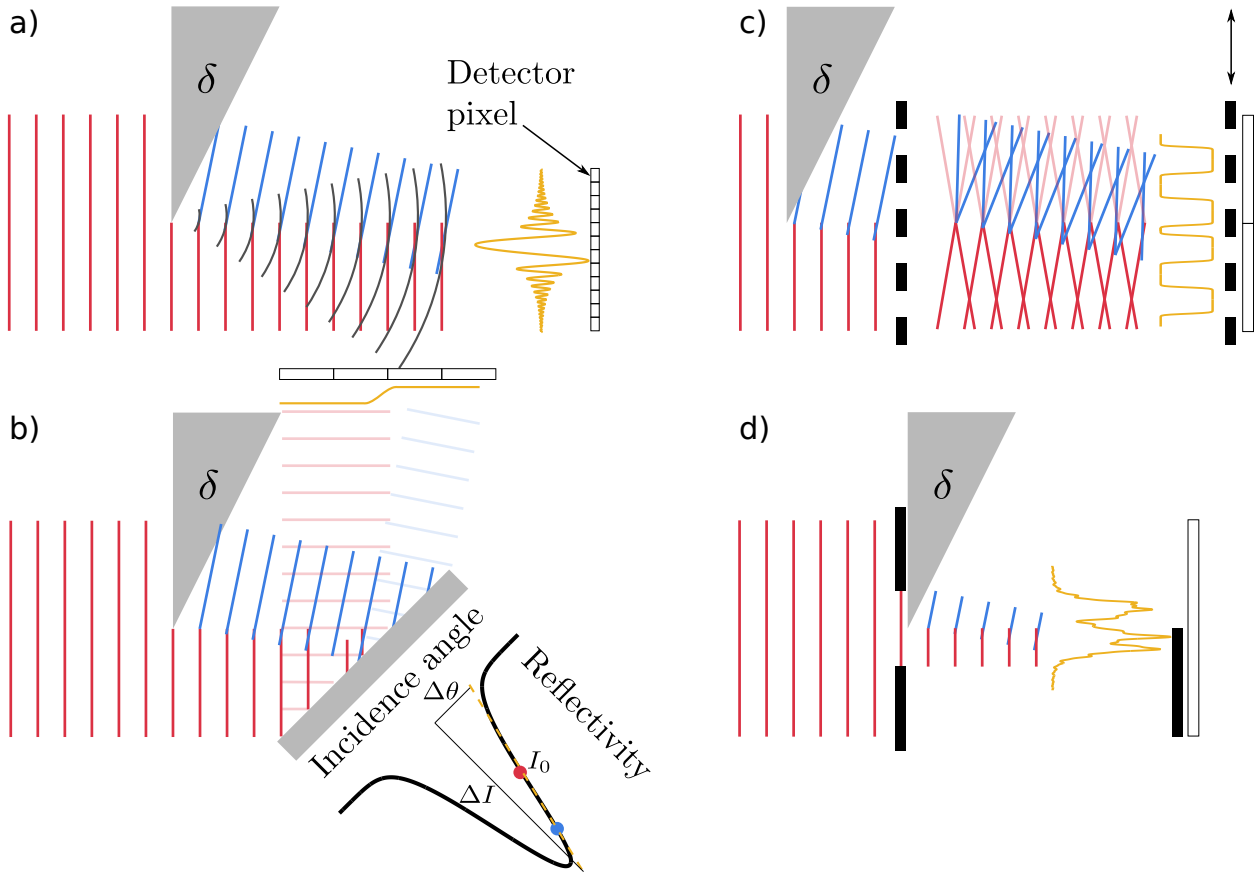 a)
δ
Detector
pixel
c)
δ
b)
δ
Incidence angle
Reflectivity
Δθ
I₀
ΔI
d)
δ